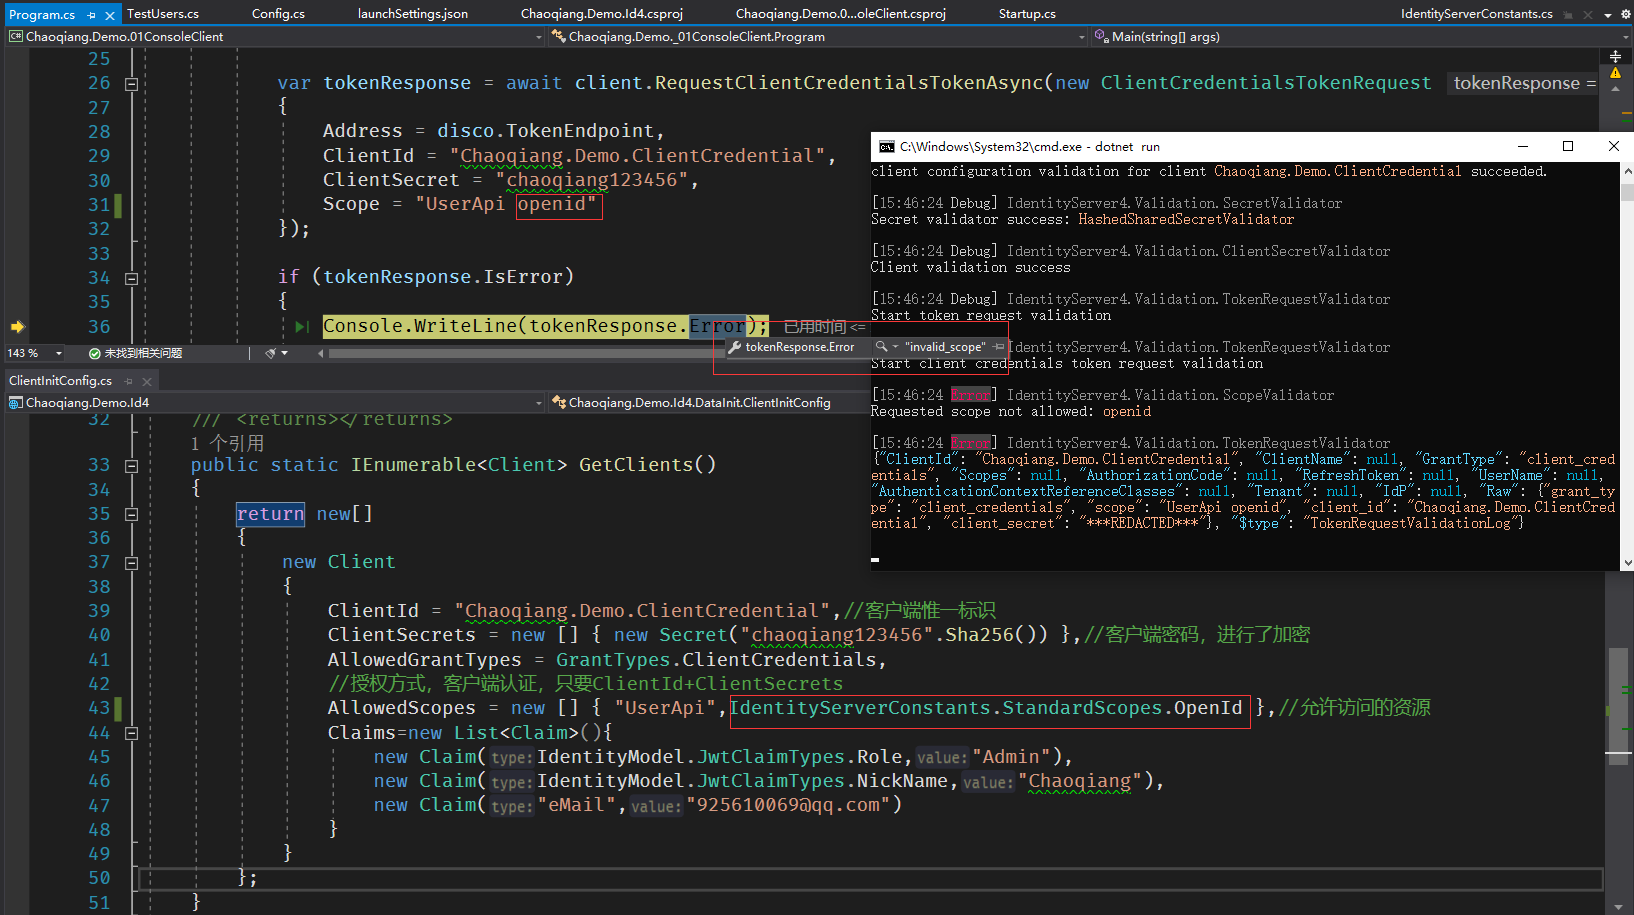 Program.cs TestUsers.cs Config.cs launchSettings.json Chaoqiang.Demo.Id4.csproj Chaoqiang.Demo.0...oleClient.csproj Startup.cs IdentityServerConstants.cs
Chaoqiang.Demo.01ConsoleClient Chaoqiang.Demo._01ConsoleClient.Program Main(string[] args)
25
26 var tokenResponse = await client.RequestClientCredentialsTokenAsync(new ClientCredentialsTokenRequest tokenResponse =
27 {
28 Address = disco.TokenEndpoint,
29 ClientId = "Chaoqiang.Demo.ClientCredential",
30 ClientSecret = "chaoqiang123456",
31 Scope = "UserApi openid"
32 });
33
34 if (tokenResponse.IsError)
35 {
36 Console.WriteLine(tokenResponse.Error); 已用时间 <=
tokenResponse.Error "invalid_scope"
143 % 未找到相关问题
C:\Windows\System32\cmd.exe - dotnet run
client configuration validation for client Chaoqiang.Demo.ClientCredential succeeded.
[15:46:24 Debug] IdentityServer4.Validation.SecretValidator
Secret validator success: HashedSharedSecretValidator
[15:46:24 Debug] IdentityServer4.Validation.ClientSecretValidator
Client validation success
[15:46:24 Debug] IdentityServer4.Validation.TokenRequestValidator
Start token request validation
IdentityServer4.Validation.TokenRequestValidator
Start client credentials token request validation
[15:46:24 Error] IdentityServer4.Validation.ScopeValidator
Requested scope not allowed: openid
[15:46:24 Error] IdentityServer4.Validation.TokenRequestValidator
{"ClientId": "Chaoqiang.Demo.ClientCredential", "ClientName": null, "GrantType": "client_cred
entials", "Scopes": null, "AuthorizationCode": null, "RefreshToken": null, "UserName": null,
"AuthenticationContextReferenceClasses": null, "Tenant": null, "IdP": null, "Raw": {"grant_ty
pe": "client_credentials", "scope": "UserApi openid", "client_id": "Chaoqiang.Demo.ClientCred
ential", "client_secret": "***REDACTED***"}, "$type": "TokenRequestValidationLog"}
ClientInitConfig.cs
Chaoqiang.Demo.Id4 Chaoqiang.Demo.Id4.DataInit.ClientInitConfig
32 /// <returns></returns>
1 个引用
33 public static IEnumerable<Client> GetClients()
34 {
35 return new[]
36 {
37 new Client
38 {
39 ClientId = "Chaoqiang.Demo.ClientCredential",//客户端惟一标识
40 ClientSecrets = new [] { new Secret("chaoqiang123456".Sha256()) },//客户端密码，进行了加密
41 AllowedGrantTypes = GrantTypes.ClientCredentials,
42 //授权方式，客户端认证，只要ClientId+ClientSecrets
43 AllowedScopes = new [] { "UserApi",IdentityServerConstants.StandardScopes.OpenId },//允许访问的资源
44 Claims=new List<Claim>(){
45 new Claim(type:IdentityModel.JwtClaimTypes.Role,value:"Admin"),
46 new Claim(type:IdentityModel.JwtClaimTypes.NickName,value:"Chaoqiang"),
47 new Claim(type:"eMail",value:"925610069@qq.com")
48 }
49 }
50 };
51 }